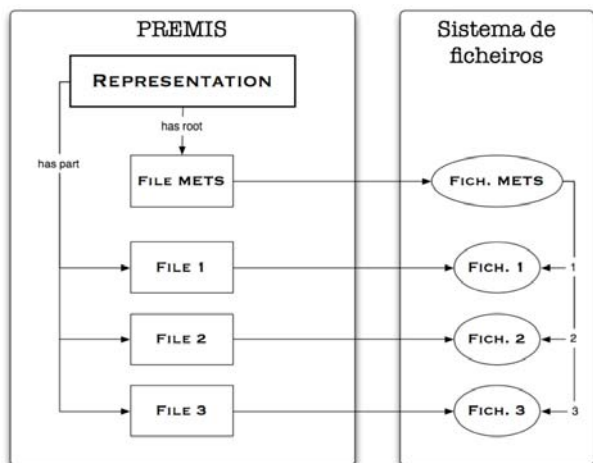 PREMIS
Sistema de
ficheiros
REPRESENTATION
has root
has part
FILE METS
FICH. METS
FILE 1
FICH. 1
1
FILE 2
FICH. 2
2
FILE 3
FICH. 3
3